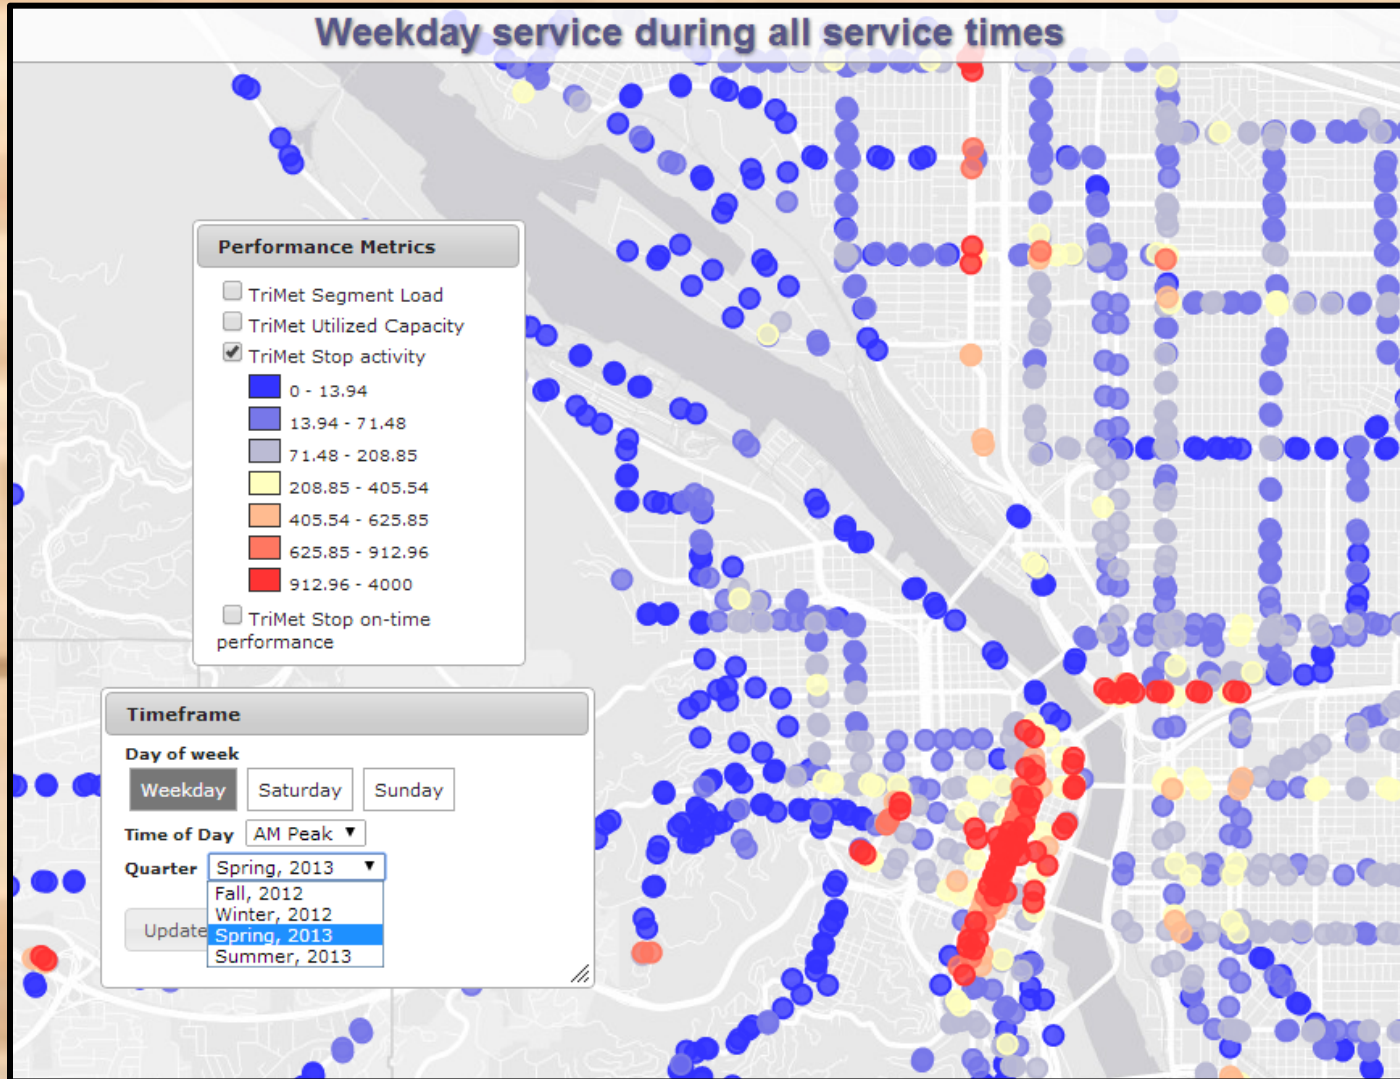 Weekday service during all service times
Performance Metrics
TriMet Segment Load
TriMet Utilized Capacity
TriMet Stop activity
0 - 13.94
13.94 - 71.48
71.48 - 208.85
208.85 - 405.54
405.54 - 625.85
625.85 - 912.96
912.96 - 4000
TriMet Stop on-time
performance
Timeframe
Day of week
Weekday Saturday Sunday
Time of Day AM Peak
Quarter Spring, 2013
Fall, 2012
Winter, 2012
Update Spring, 2013
Summer, 2013